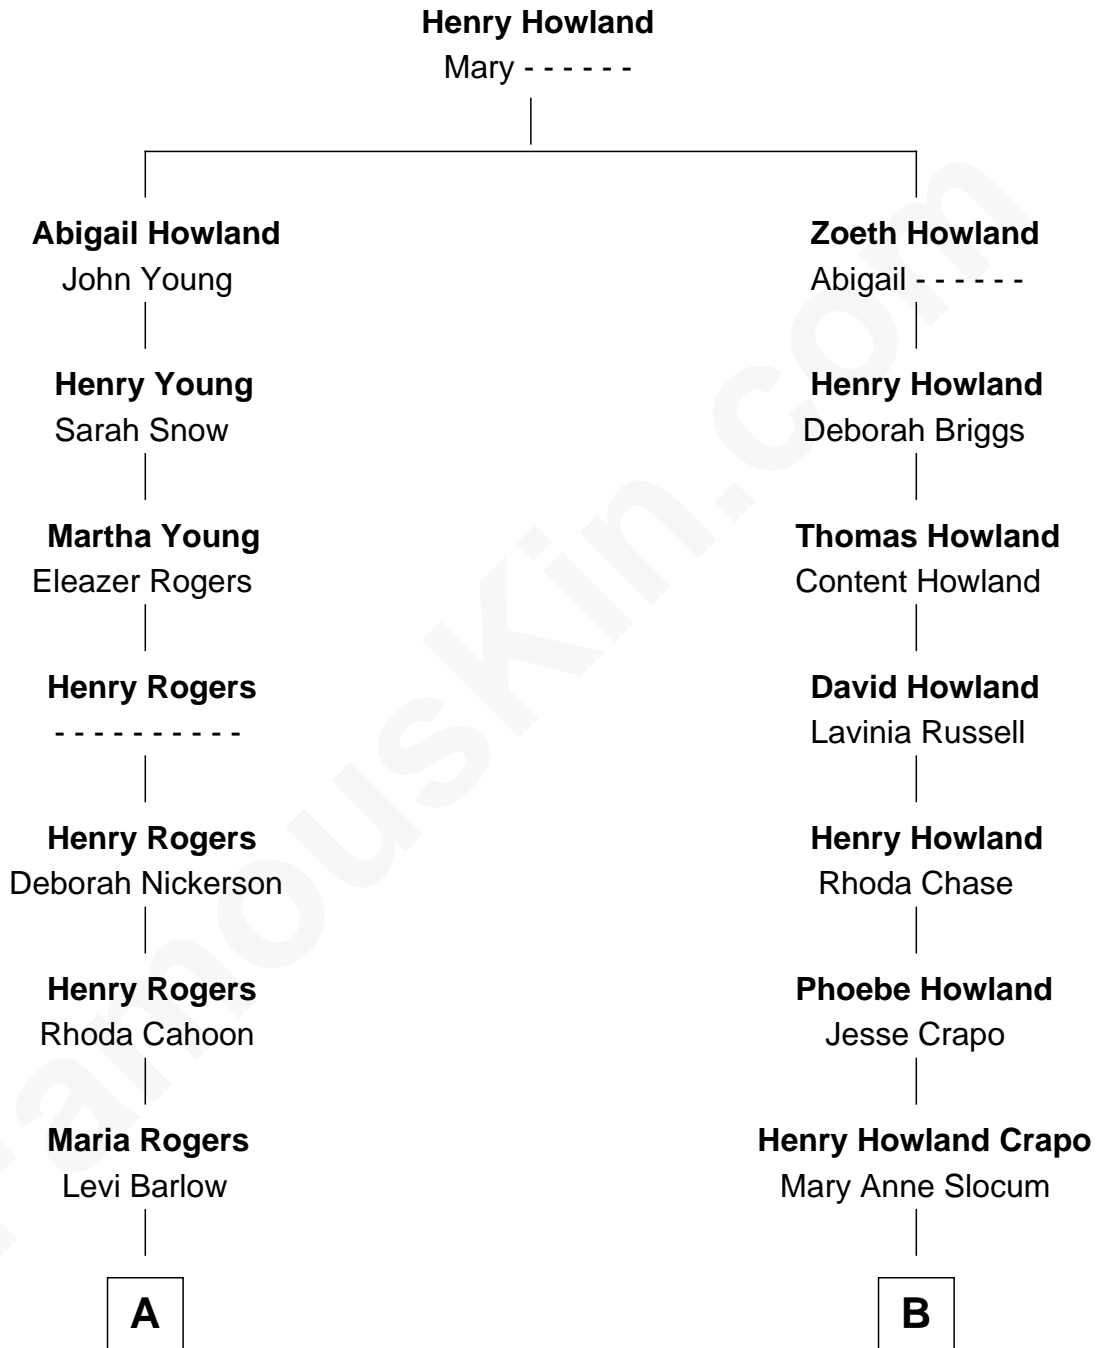 Henry Howland
Mary - - - - - -
Abigail Howland
John Young
Zoeth Howland
Abigail - - - - - -
Henry Young
Sarah Snow
Henry Howland
Deborah Briggs
Martha Young
Eleazer Rogers
Thomas Howland
Content Howland
Henry Rogers
- - - - - - - - - -
David Howland
Lavinia Russell
Henry Rogers
Deborah Nickerson
Henry Howland
Rhoda Chase
Henry Rogers
Rhoda Cahoon
Phoebe Howland
Jesse Crapo
Maria Rogers
Levi Barlow
Henry Howland Crapo
Mary Anne Slocum
A
B
FamousKin.com